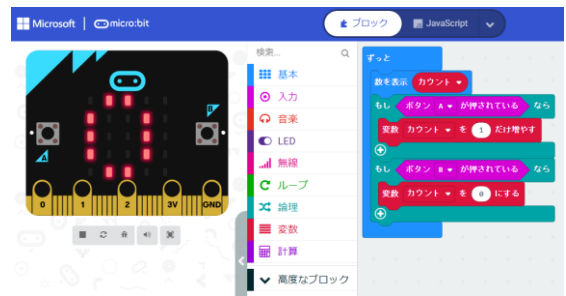 Microsoft micro:bit ブロック JavaScript
検索...
基本
入力
音楽
LED
無線
ループ
論理
変数
計算
高度なブロック
ずっと
数を表示 カウント
もし ボタン A が押されている なら
変数 カウント を 1 だけ増やす
もし ボタン B が押されている なら
変数 カウント を 0 にする
B
A
0 1 2 3V GND